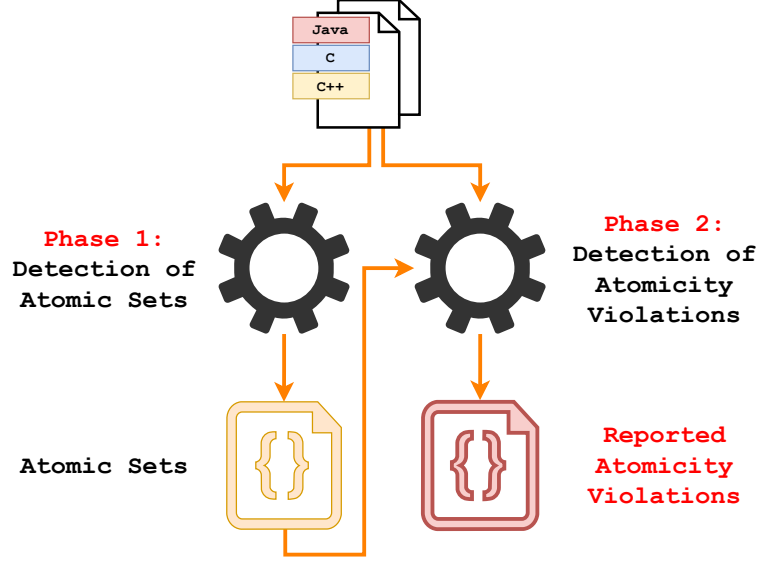 Java
C
C++
Phase 1:
Detection of
Atomic Sets
Phase 2:
Detection of
Atomicity
Violations
Atomic Sets
Reported
Atomicity
Violations